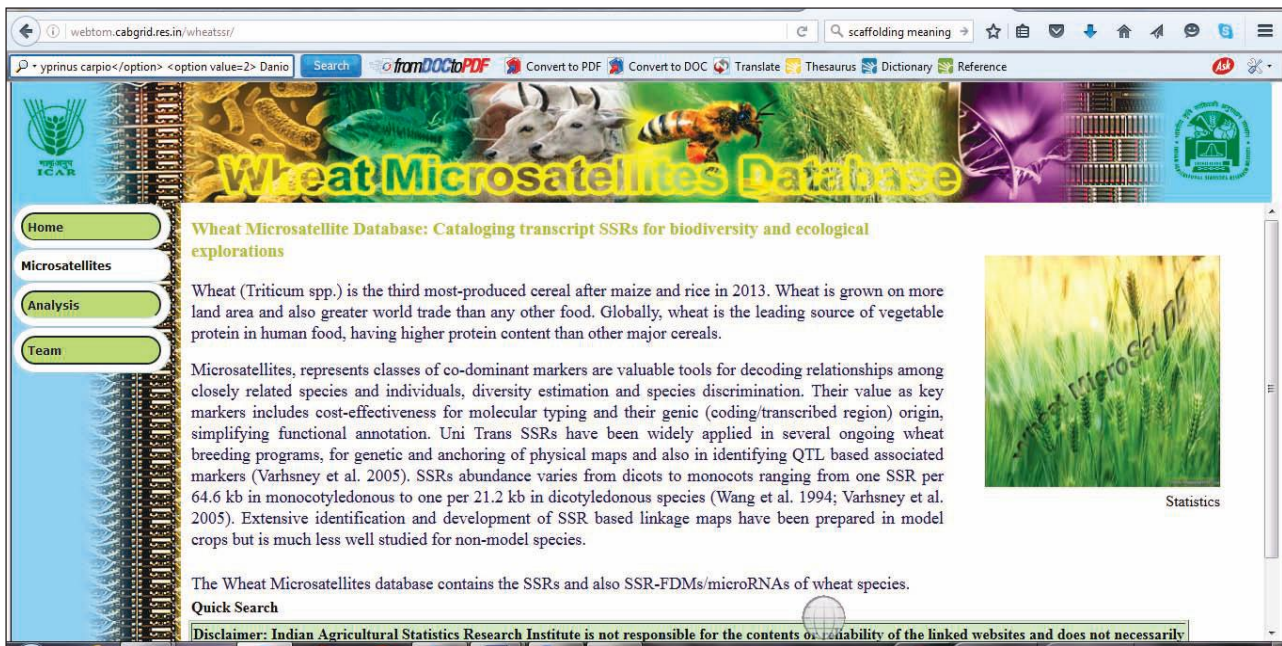 webtom.cabgrid.res.in/wheatssr/
scaffolding meaning
yprinus carpio</option> <option value=2> Danio
Search
fromDOCtoPDF
Convert to PDF
Convert to DOC
Translate
Thesaurus
Dictionary
Reference
Ask
ICAR
Wheat Microsatellites Database
Home
Microsatellites
Analysis
Team
Wheat Microsatellite Database: Cataloging transcript SSRs for biodiversity and ecological
explorations
Wheat (Triticum spp.) is the third most-produced cereal after maize and rice in 2013. Wheat is grown on more
land area and also greater world trade than any other food. Globally, wheat is the leading source of vegetable
protein in human food, having higher protein content than other major cereals.
Microsatellites, represents classes of co-dominant markers are valuable tools for decoding relationships among
closely related species and individuals, diversity estimation and species discrimination. Their value as key
markers includes cost-effectiveness for molecular typing and their genic (coding/transcribed region) origin,
simplifying functional annotation. Uni Trans SSRs have been widely applied in several ongoing wheat
breeding programs, for genetic and anchoring of physical maps and also in identifying QTL based associated
markers (Varhsney et al. 2005). SSRs abundance varies from dicots to monocots ranging from one SSR per
64.6 kb in monocotyledonous to one per 21.2 kb in dicotyledonous species (Wang et al. 1994; Varhsney et al.
2005). Extensive identification and development of SSR based linkage maps have been prepared in model
crops but is much less well studied for non-model species.
The Wheat Microsatellites database contains the SSRs and also SSR-FDMs/microRNAs of wheat species.
Quick Search
Disclaimer: Indian Agricultural Statistics Research Institute is not responsible for the contents or reliability of the linked websites and does not necessarily
Wheat MicroSat DB
Statistics